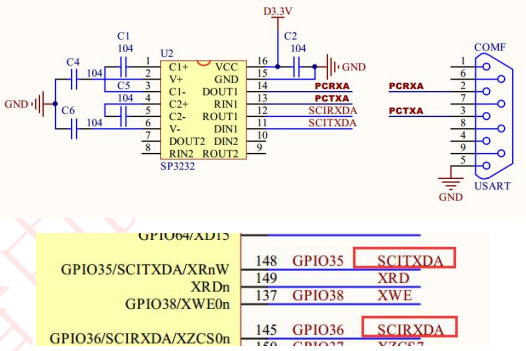 D3.3V
C1
104
C2
104
COMF
U2
C4
104
C5
104
C6
104
GND
1 C1+ VCC 16
2 V+ GND 15
3 C1- DOUT1 14 PCRXA
4 C2+ RIN1 13 PCTXA
5 C2- ROUT1 12 SCIRXDA
6 V- DIN1 11 SCITXDA
7 DOUT2 DIN2 10
8 RIN2 ROUT2 9
SP3232
GND
1
6
PCRXA 2
7
PCTXA 3
8
4
9
5
GND
USART
GPIO64/XD15
GPIO35/SCITXDA/XRnW 148 GPIO35 SCITXDA
XRDn 149 XRD
GPIO38/XWE0n 137 GPIO38 XWE
GPIO36/SCIRXDA/XZCS0n 145 GPIO36 SCIRXDA
150 GPIO37 XZCS7